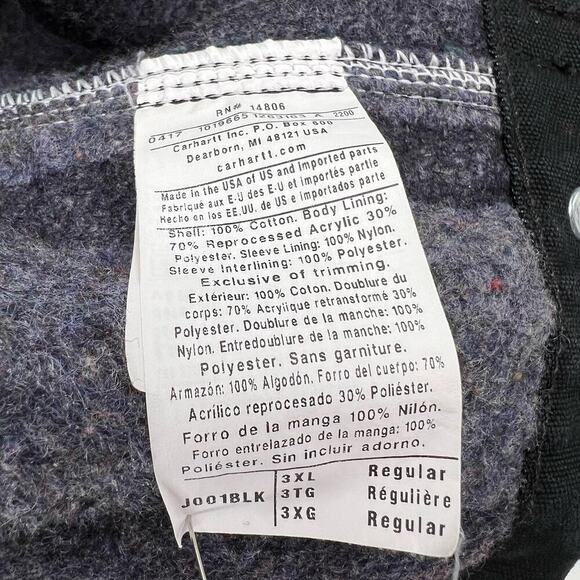 RN# 14806
0417 1019665 1263163 A 2200
Carhartt Inc. P.O. Box 600
Dearborn, MI 48121 USA
carhartt.com
Made in the USA of US and Imported parts
Fabriqué aux E-U des E-U et importés partie
Hecho en los EE.UU. de US e importados parte
Shell: 100% Cotton. Body Lining:
70% Reprocessed Acrylic 30%
Polyester. Sleeve Lining: 100% Nylon.
Sleeve Interlining: 100% Polyester.
Exclusive of trimming.
Extérieur: 100% Coton. Doublure du
corps: 70% Acrylique retransformé 30%
Polyester. Doublure de la manche: 100%
Nylon. Entredoublure de la manche: 100%
Polyester. Sans garniture.
Armazón: 100% Algodón. Forro del cuerpo: 70%
Acrílico reprocesado 30% Poliéster.
Forro de la manga 100% Nilón.
Forro entrelazado de la manga: 100%
Poliéster. Sin incluir adorno.
J001BLK
3XL Regular
3TG Régulière
3XG Regular